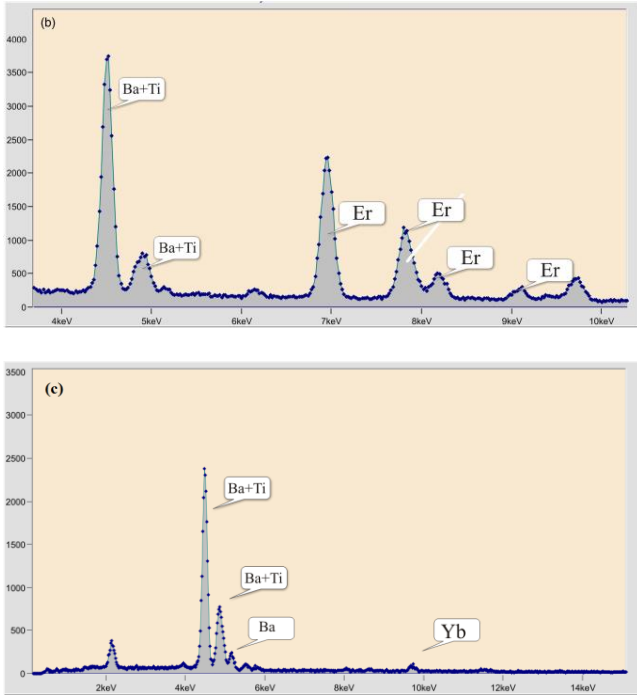 (b)
4000
3500
3000
2500
2000
1500
1000
500
0
Ba+Ti
Ba+Ti
Er
Er
Er
Er
4keV 5keV 6keV 7keV 8keV 9keV 10keV
(c)
3500
3000
2500
2000
1500
1000
500
0
Ba+Ti
Ba+Ti
Ba
Yb
2keV 4keV 6keV 8keV 10keV 12keV 14keV